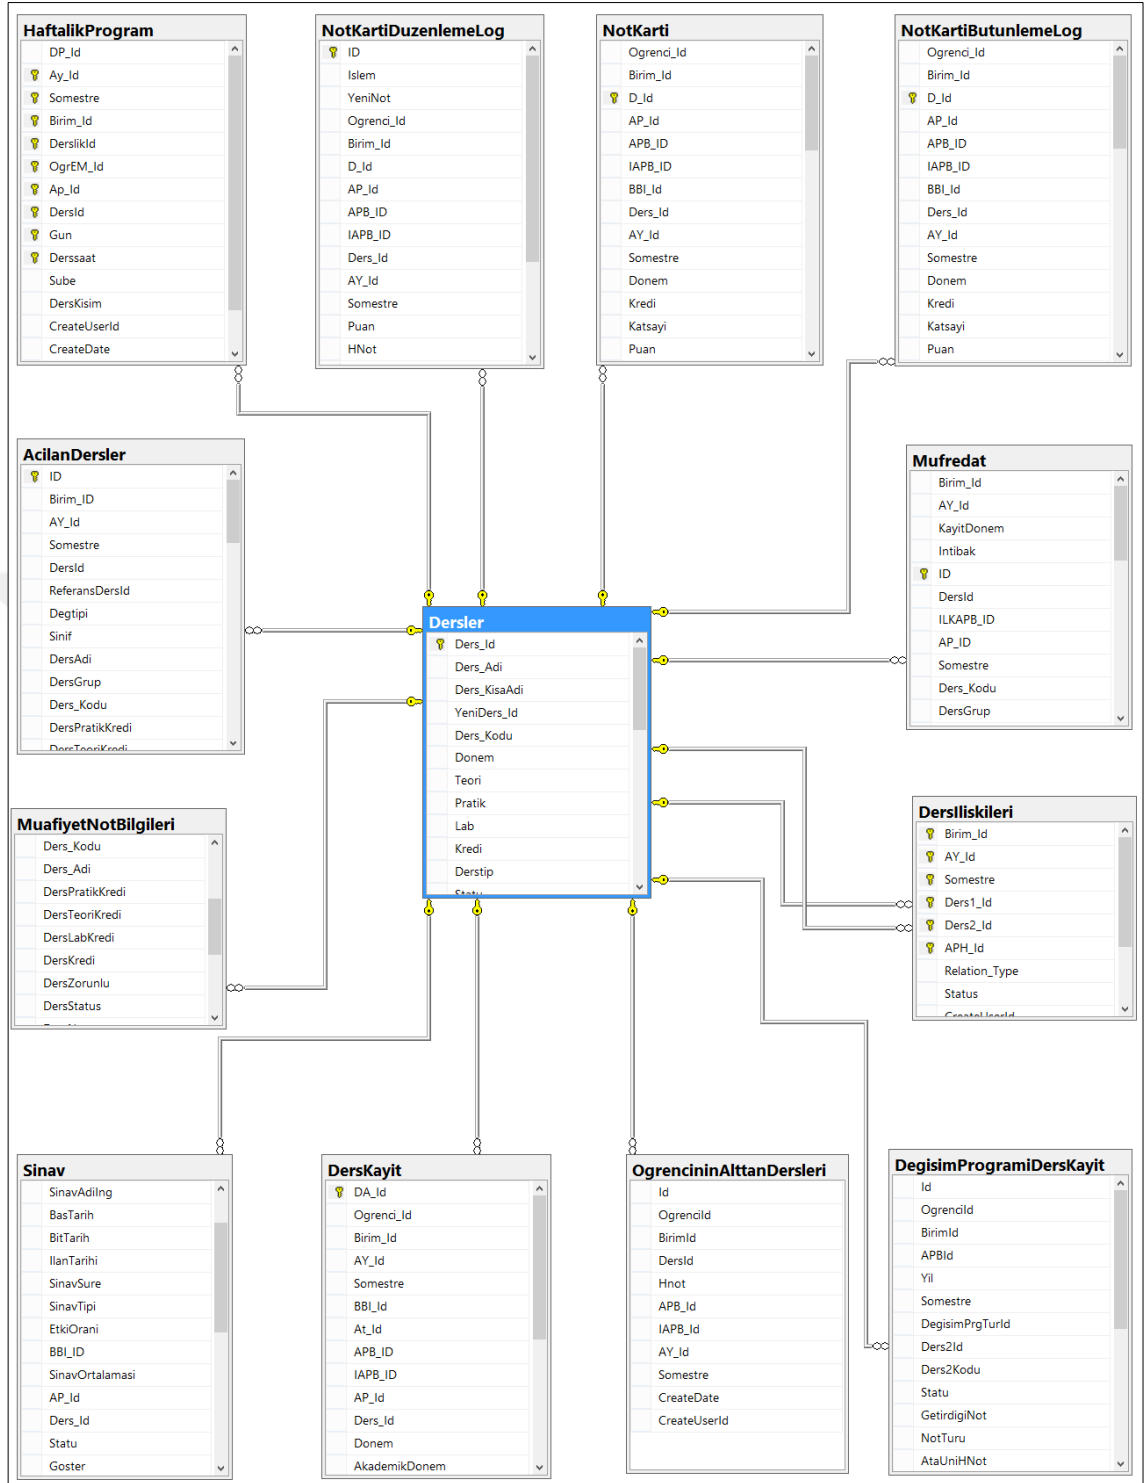 HaftalikProgram
DP_Id
Ay_Id
Somestre
Birim_Id
DerslikId
OgrEM_Id
Ap_Id
DersId
Gun
Derssaat
Sube
DersKisim
CreateUserId
CreateDate
NotKartiDuzenlemeLog
ID
Islem
YeniNot
Ogrenci_Id
Birim_Id
D_Id
AP_Id
APB_ID
IAPB_ID
Ders_Id
AY_Id
Somestre
Puan
HNot
NotKarti
Ogrenci_Id
Birim_Id
D_Id
AP_Id
APB_ID
IAPB_ID
BBI_Id
Ders_Id
AY_Id
Somestre
Donem
Kredi
Katsayi
Puan
NotKartiButunlemeLog
Ogrenci_Id
Birim_Id
D_Id
AP_Id
APB_ID
IAPB_ID
BBI_Id
Ders_Id
AY_Id
Somestre
Donem
Kredi
Katsayi
Puan
AcilanDersler
ID
Birim_ID
AY_Id
Somestre
DersId
ReferansDersId
Degtipi
Sinif
DersAdi
DersGrup
Ders_Kodu
DersPratikKredi
DersTeoriKredi
Mufredat
Birim_Id
AY_Id
KayitDonem
Intibak
ID
DersId
ILKAPB_ID
AP_ID
Somestre
Ders_Kodu
DersGrup
Dersler
Ders_Id
Ders_Adi
Ders_KisaAdi
YeniDers_Id
Ders_Kodu
Donem
Teori
Pratik
Lab
Kredi
Derstip
Statu
MuafiyetNotBilgileri
Ders_Kodu
Ders_Adi
DersPratikKredi
DersTeoriKredi
DersLabKredi
DersKredi
DersZorunlu
DersStatus
DersIliskileri
Birim_Id
AY_Id
Somestre
Ders1_Id
Ders2_Id
APH_Id
Relation_Type
Status
CreateUserId
Sinav
SinavAdiIng
BasTarih
BitTarih
IlanTarihi
SinavSure
SinavTipi
EtkiOrani
BBI_ID
SinavOrtalamasi
AP_Id
Ders_Id
Statu
Goster
DersKayit
DA_Id
Ogrenci_Id
Birim_Id
AY_Id
Somestre
BBI_Id
At_Id
APB_ID
IAPB_ID
AP_Id
Ders_Id
Donem
AkademikDonem
OgrencininAlttanDersleri
Id
OgrenciId
BirimId
DersId
Hnot
APB_Id
IAPB_Id
AY_Id
Somestre
CreateDate
CreateUserId
DegisimProgramiDersKayit
Id
OgrenciId
BirimId
APBId
Yil
Somestre
DegisimPrgTurId
Ders2Id
Ders2Kodu
Statu
GetirdigiNot
NotTuru
AtaUniHNot